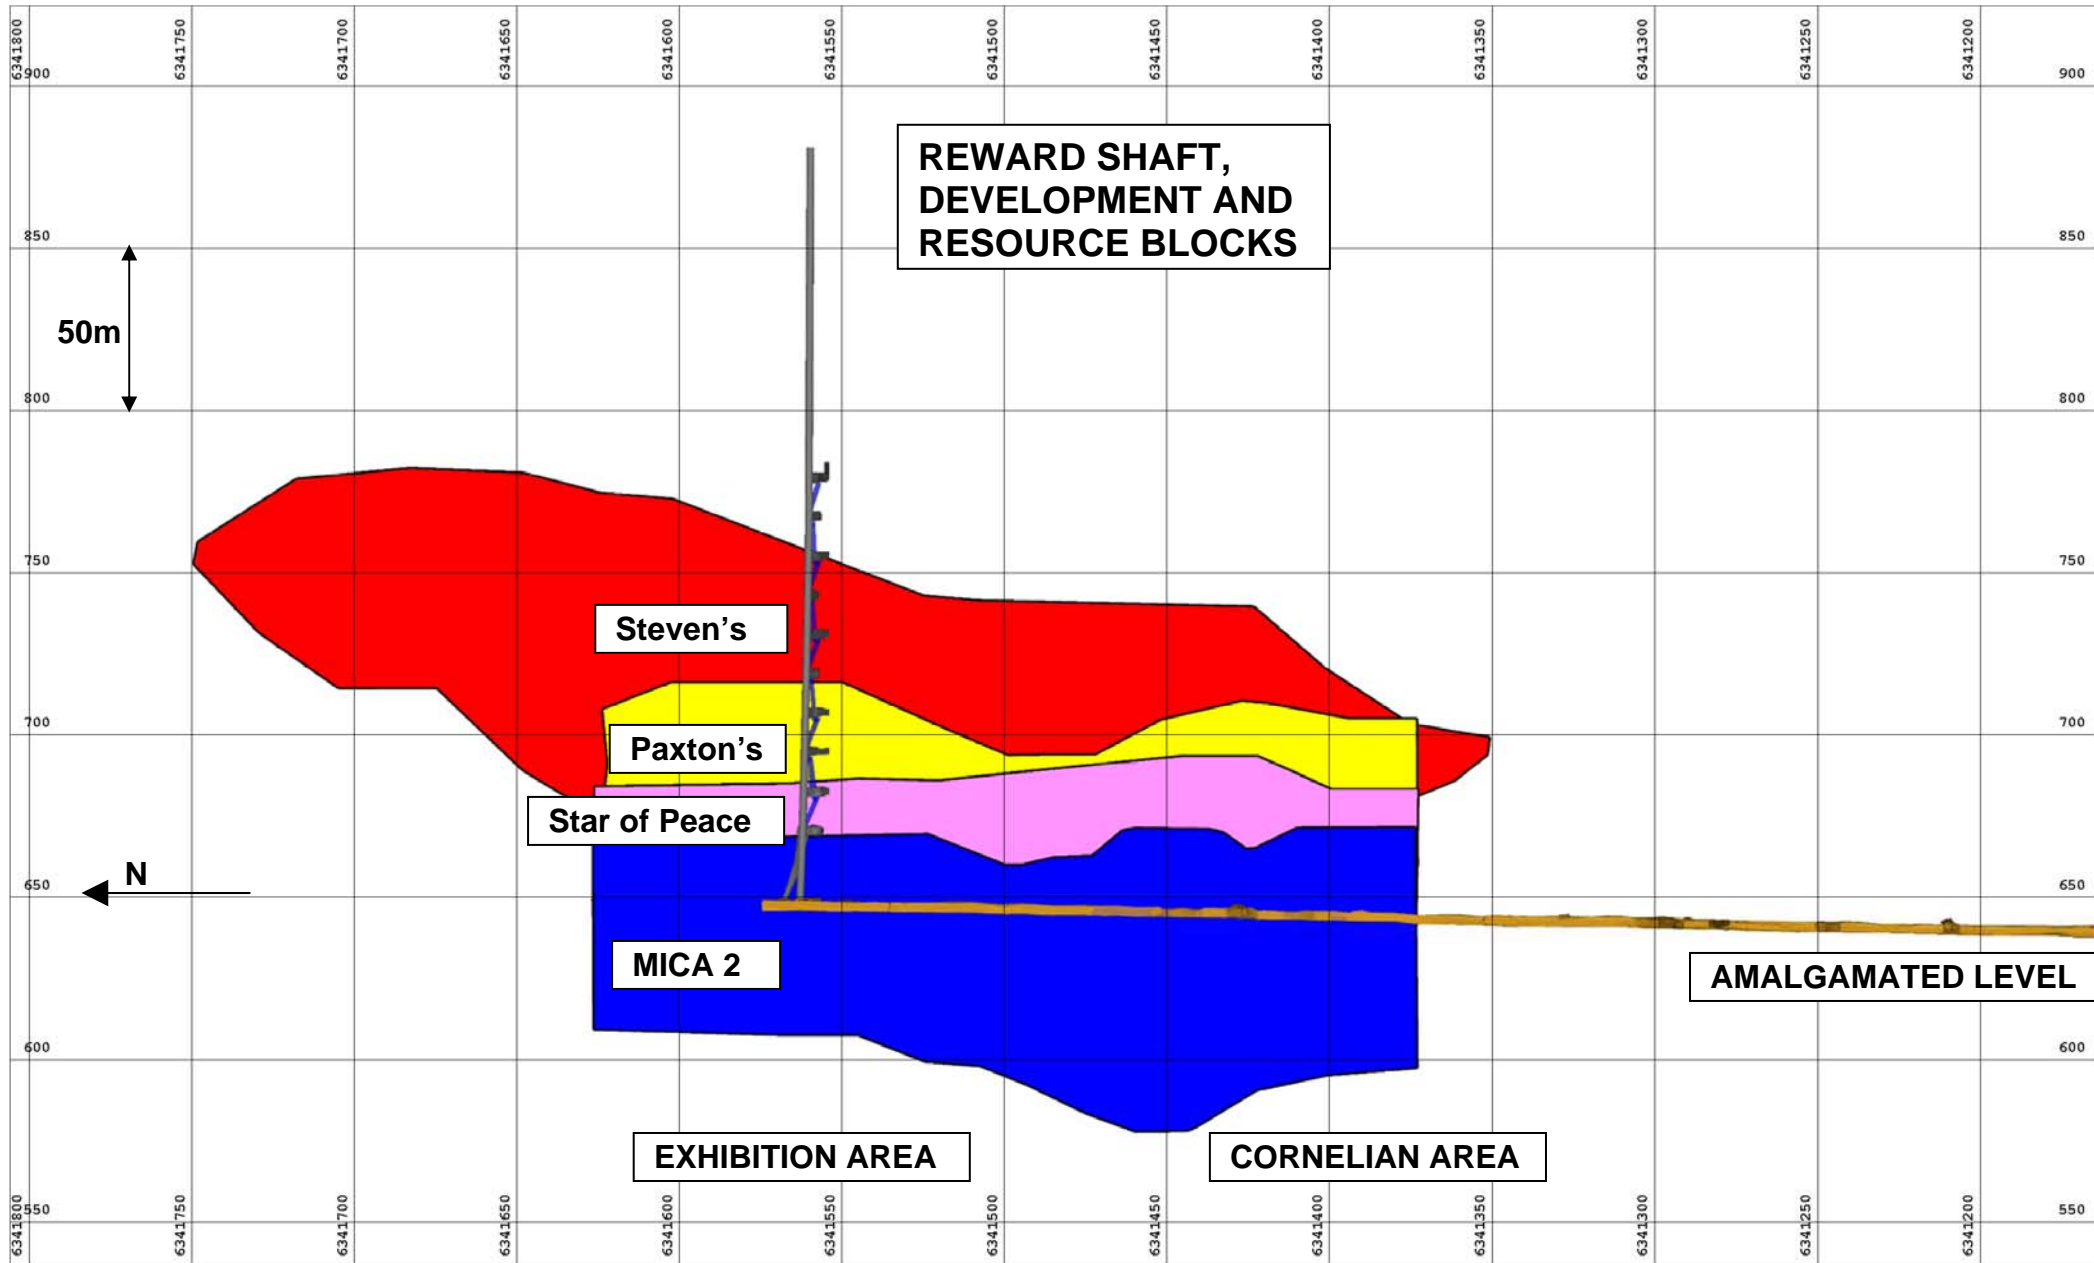 6341800 6341750 6341700 6341650 6341600 6341550 6341500 6341450 6341400 6341350 6341300 6341250 6341200
900 900
REWARD SHAFT,
DEVELOPMENT AND
RESOURCE BLOCKS
850 850
50m
800 800
750 750
Steven's
700 700
Paxton's
Star of Peace
N
650 650
MICA 2
AMALGAMATED LEVEL
600 600
EXHIBITION AREA CORNELIAN AREA
550 550
6341800 6341750 6341700 6341650 6341600 6341550 6341500 6341450 6341400 6341350 6341300 6341250 6341200